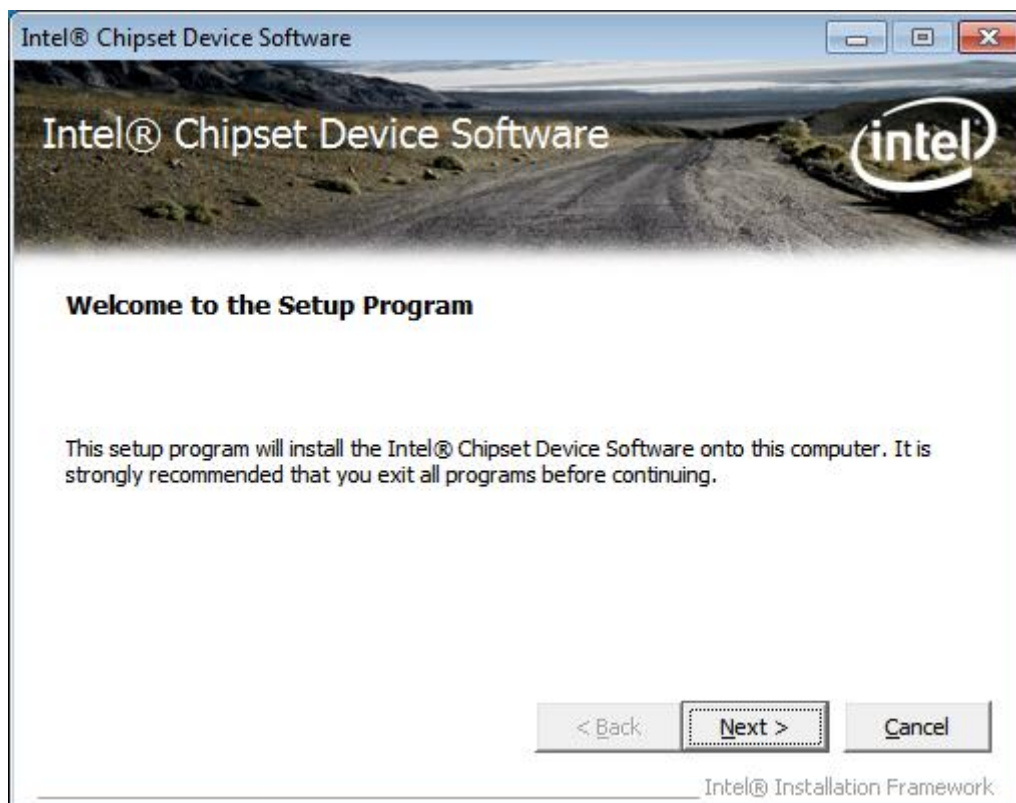 Intel® Chipset Device Software
Intel® Chipset Device Software
intel
Welcome to the Setup Program
This setup program will install the Intel® Chipset Device Software onto this computer. It is
strongly recommended that you exit all programs before continuing.
< Back
Next >
Cancel
Intel® Installation Framework